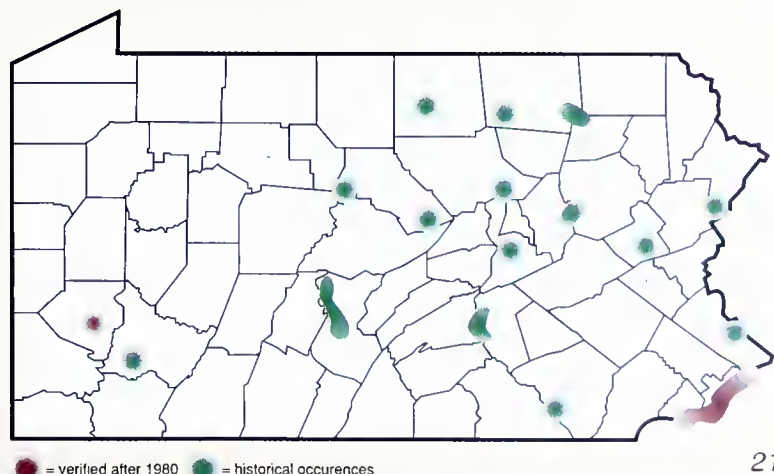 = verified after 1980 = historical occurences